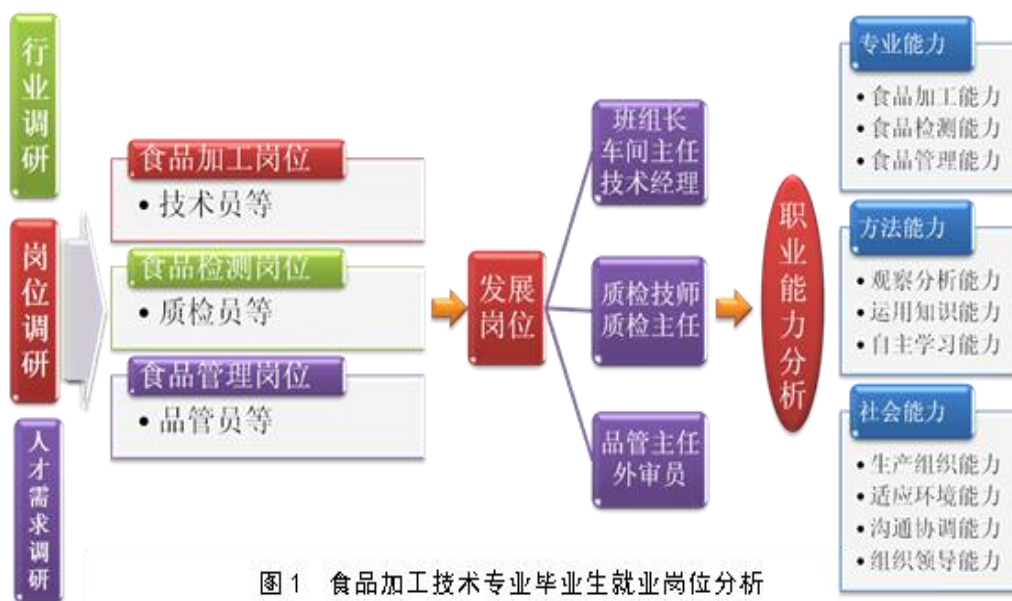 行业调研
岗位调研
人才需求调研
食品加工岗位
• 技术员等
食品检测岗位
• 质检员等
食品管理岗位
• 品管员等
发展
岗位
班组长
车间主任
技术经理
质检技师
质检主任
品管主任
外审员
职业能力分析
专业能力
• 食品加工能力
• 食品检测能力
• 食品管理能力
方法能力
• 观察分析能力
• 运用知识能力
• 自主学习能力
社会能力
• 生产组织能力
• 适应环境能力
• 沟通协调能力
• 组织领导能力
图1 食品加工技术专业毕业生就业岗位分析